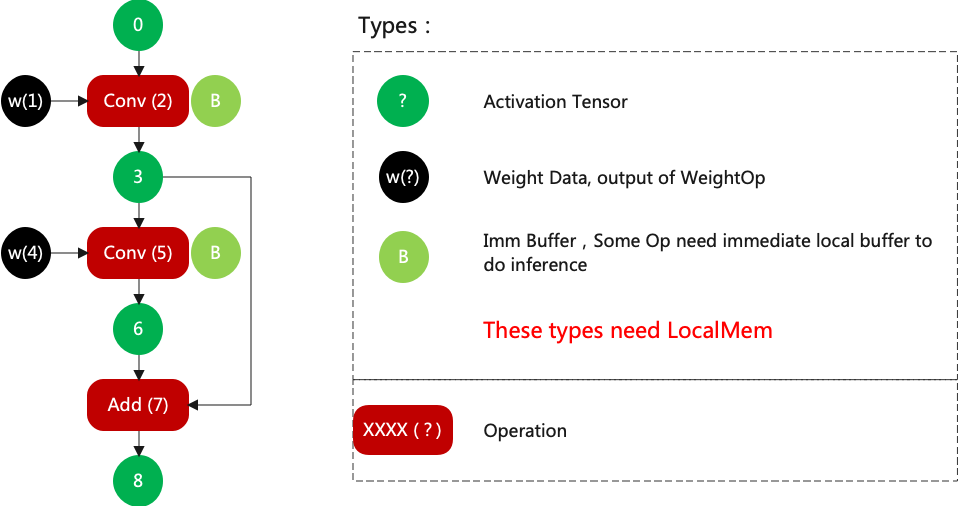 0
w(1)
Conv (2)
B
3
w(4)
Conv (5)
B
6
Add (7)
8
Types：
?
Activation Tensor
w(?)
Weight Data, output of WeightOp
B
Imm Buffer，Some Op need immediate local buffer to
do inference
These types need LocalMem
XXXX (？)
Operation